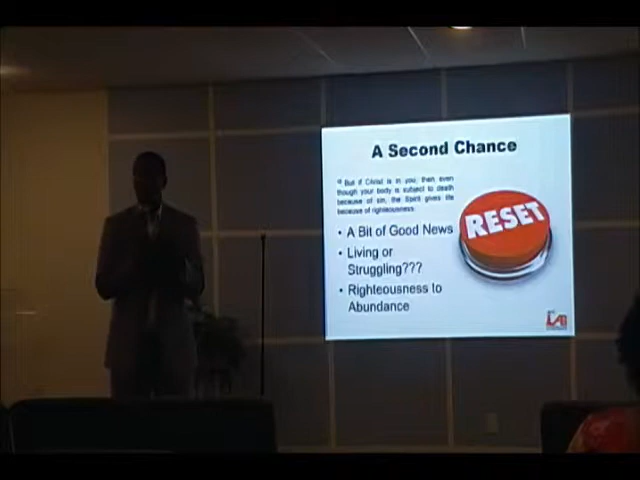 A Second Chance
10 But if Christ is in you, then even
though your body is subject to death
because of sin, the Spirit gives life
because of righteousness.
• A Bit of Good News
• Living or
Struggling???
• Righteousness to
Abundance
RESET
LAB